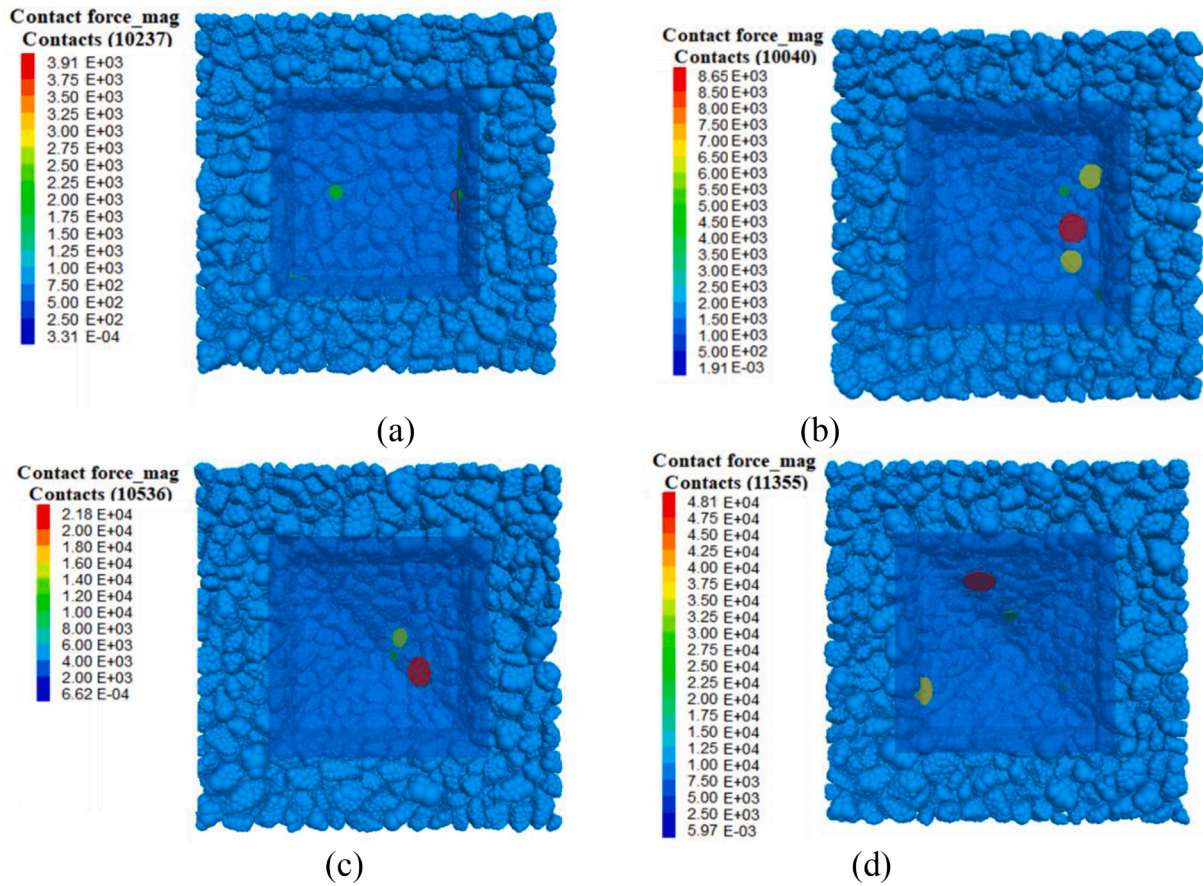 Contact force_mag
Contacts (10237)
3.91 E+03
3.75 E+03
3.50 E+03
3.25 E+03
3.00 E+03
2.75 E+03
2.50 E+03
2.25 E+03
2.00 E+03
1.75 E+03
1.50 E+03
1.25 E+03
1.00 E+03
7.50 E+02
5.00 E+02
2.50 E+02
3.31 E-04
(a)
Contact force_mag
Contacts (10040)
8.65 E+03
8.50 E+03
8.00 E+03
7.50 E+03
7.00 E+03
6.50 E+03
6.00 E+03
5.50 E+03
5.00 E+03
4.50 E+03
4.00 E+03
3.50 E+03
3.00 E+03
2.50 E+03
2.00 E+03
1.50 E+03
1.00 E+03
5.00 E+02
1.91 E-03
(b)
Contact force_mag
Contacts (10536)
2.18 E+04
2.00 E+04
1.80 E+04
1.60 E+04
1.40 E+04
1.20 E+04
1.00 E+04
8.00 E+03
6.00 E+03
4.00 E+03
2.00 E+03
6.62 E-04
(c)
Contact force_mag
Contacts (11355)
4.81 E+04
4.75 E+04
4.50 E+04
4.25 E+04
4.00 E+04
3.75 E+04
3.50 E+04
3.25 E+04
3.00 E+04
2.75 E+04
2.50 E+04
2.25 E+04
2.00 E+04
1.75 E+04
1.50 E+04
1.25 E+04
1.00 E+04
7.50 E+03
5.00 E+03
2.50 E+03
5.97 E-03
(d)